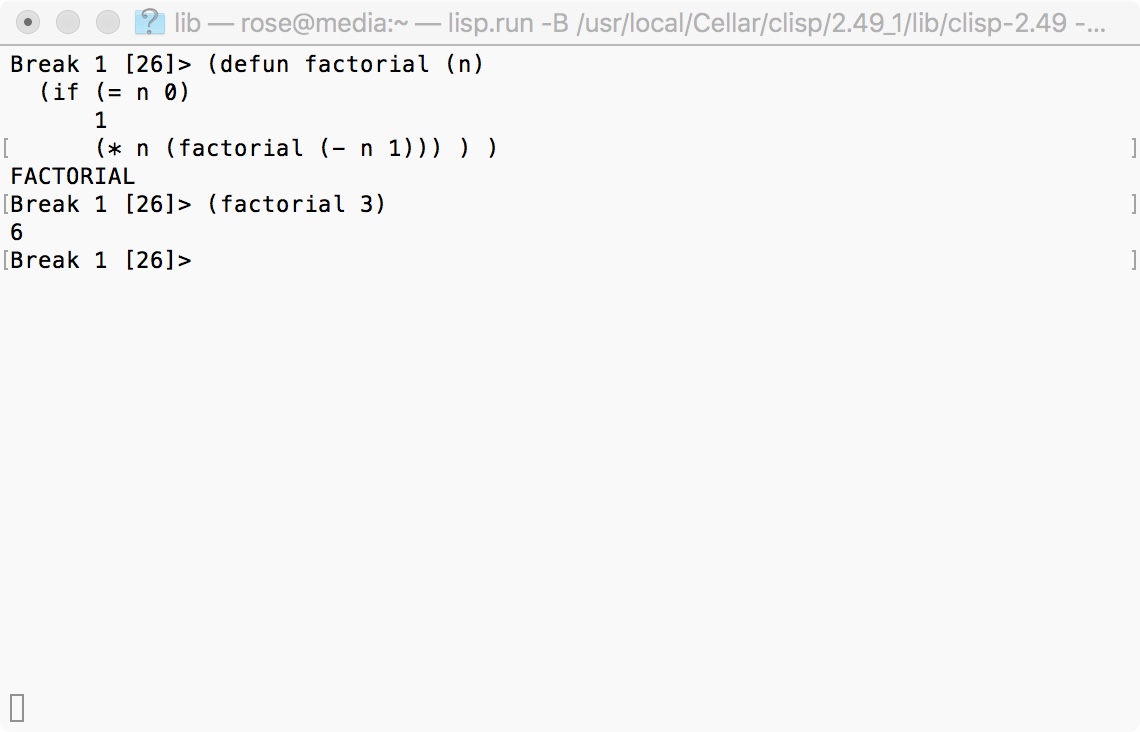 lib — rose@media:~ — lisp.run -B /usr/local/Cellar/clisp/2.49_1/lib/clisp-2.49 -...
Break 1 [26]> (defun factorial (n)
  (if (= n 0)
      1
[      (* n (factorial (- n 1))) ) ) ]
FACTORIAL
[Break 1 [26]> (factorial 3) ]
6
[Break 1 [26]> ]